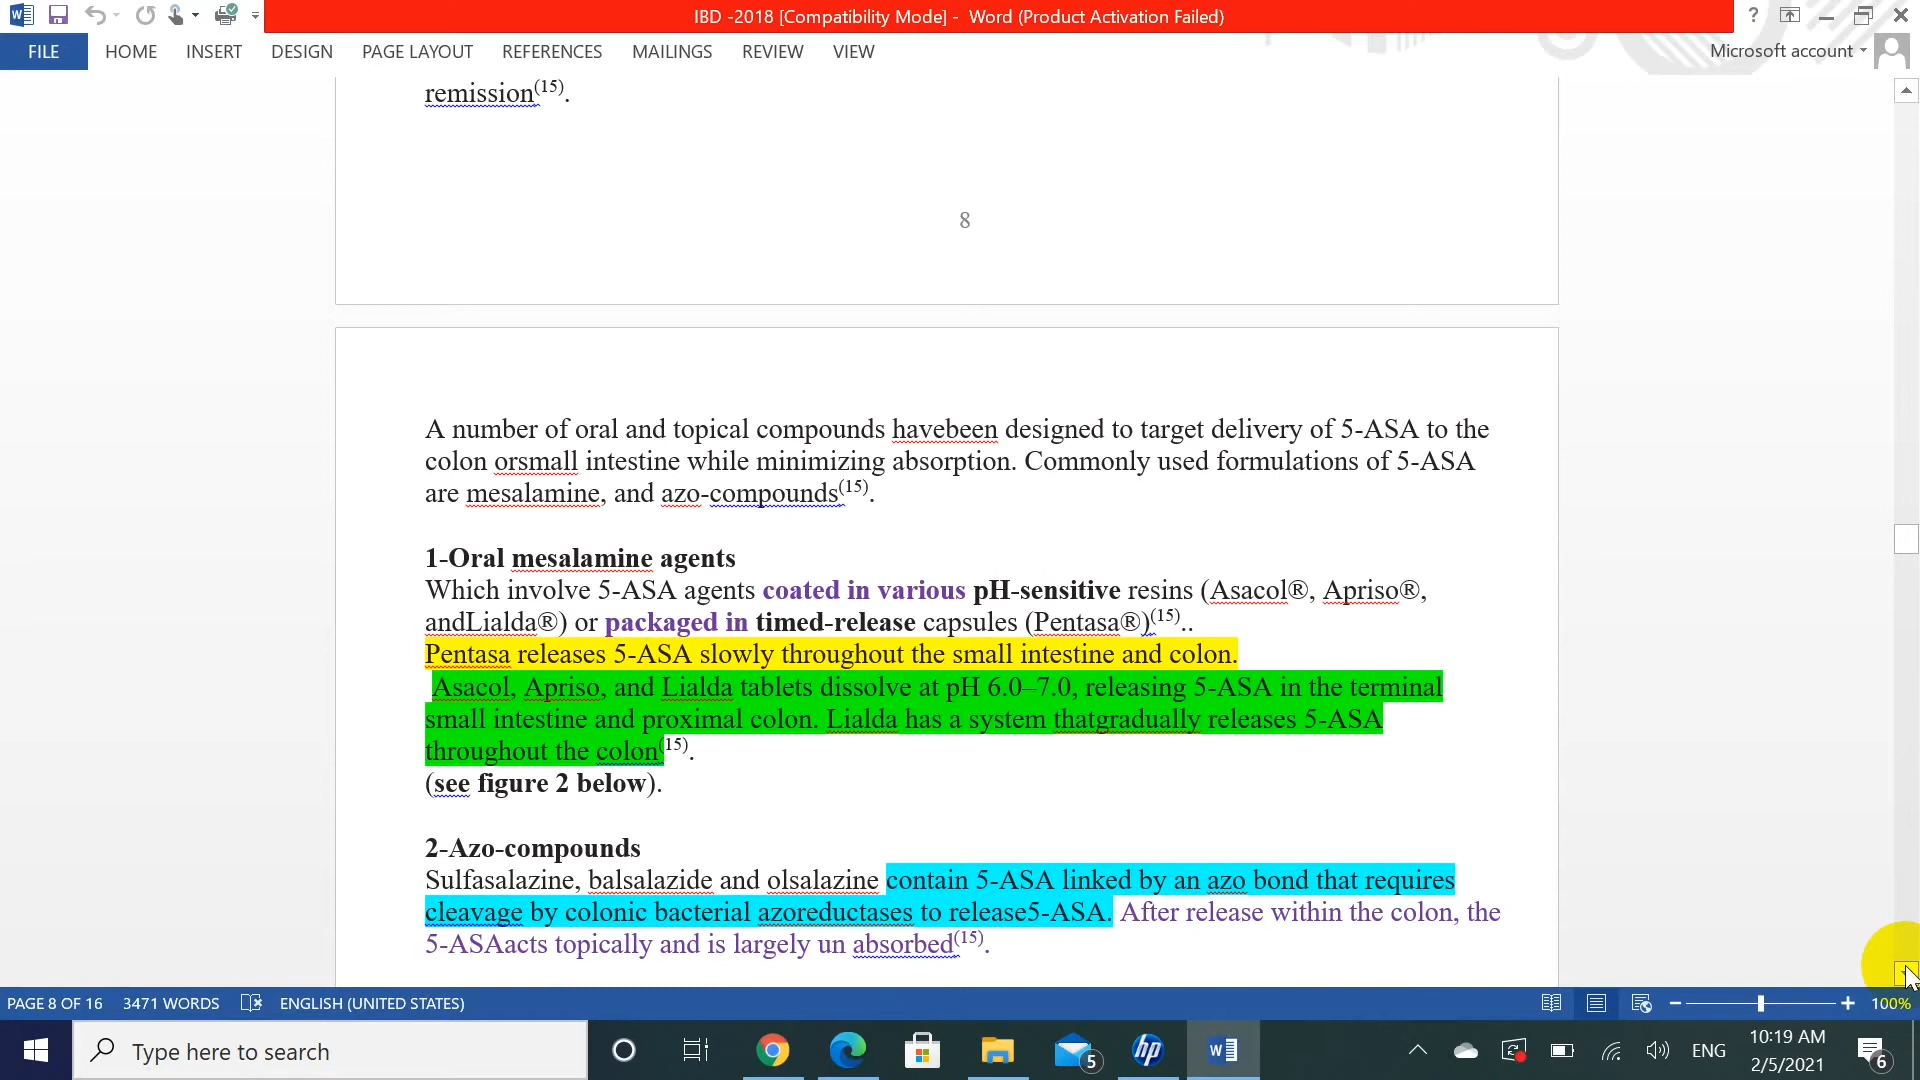 IBD -2018 [Compatibility Mode] - Word (Product Activation Failed)
FILE HOME INSERT DESIGN PAGE LAYOUT REFERENCES MAILINGS REVIEW VIEW Microsoft account
remission(15).
8
A number of oral and topical compounds havebeen designed to target delivery of 5-ASA to the
colon orsmall intestine while minimizing absorption. Commonly used formulations of 5-ASA
are mesalamine, and azo-compounds(15).
1-Oral mesalamine agents
Which involve 5-ASA agents coated in various pH-sensitive resins (Asacol®, Apriso®,
andLialda®) or packaged in timed-release capsules (Pentasa®)(15)..
Pentasa releases 5-ASA slowly throughout the small intestine and colon.
Asacol, Apriso, and Lialda tablets dissolve at pH 6.0–7.0, releasing 5-ASA in the terminal
small intestine and proximal colon. Lialda has a system thatgradually releases 5-ASA
throughout the colon(15).
(see figure 2 below).
2-Azo-compounds
Sulfasalazine, balsalazide and olsalazine contain 5-ASA linked by an azo bond that requires
cleavage by colonic bacterial azoreductases to release5-ASA. After release within the colon, the
5-ASAacts topically and is largely un absorbed(15).
PAGE 8 OF 16 3471 WORDS ENGLISH (UNITED STATES) 100%
Type here to search 5 hp ENG 10:19 AM 2/5/2021 6